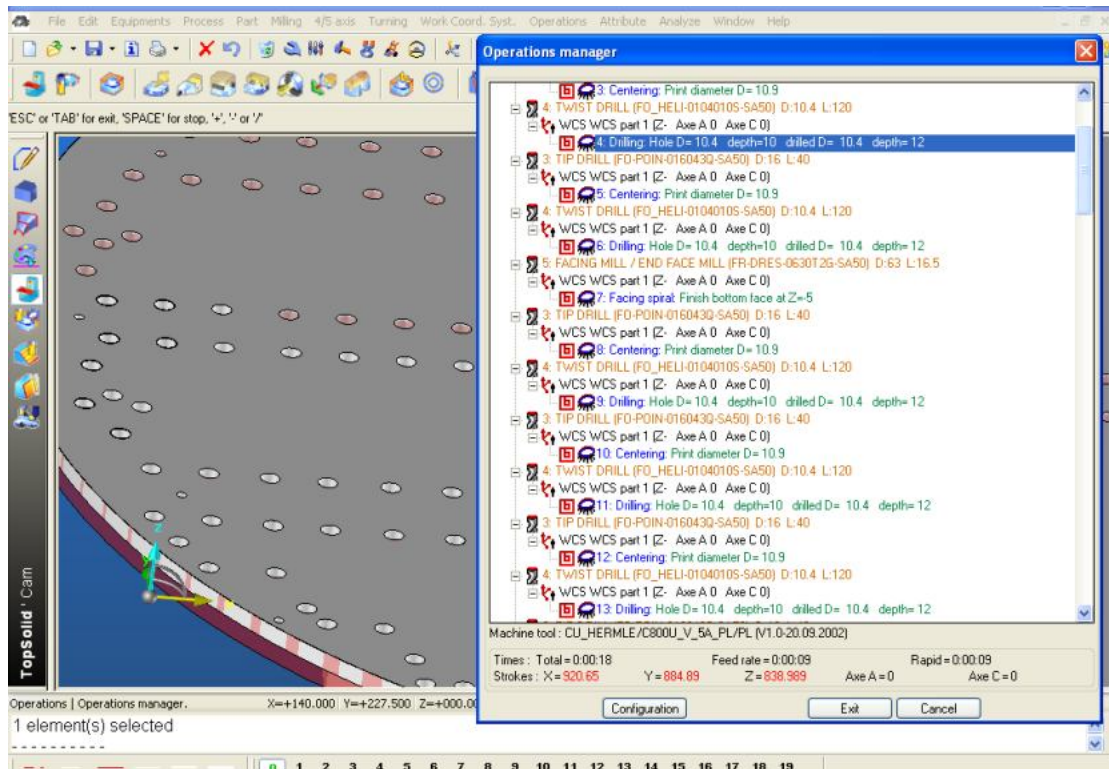 File Edit Equipments Process Part Milling 4/5 axis Turning Work Coord. Syst. Operations Attribute Analyze Window Help
'ESC' or 'TAB' for exit, 'SPACE' for stop, '+', '-' or '/'
Operations manager
3: Centering: Print diameter D= 10.9
4: TWIST DRILL (FO_HELI-0104010S-SA50) D:10.4 L:120
WCS WCS part 1 (Z- Axe A 0 Axe C 0)
4: Drilling: Hole D= 10.4 depth=10 drilled D= 10.4 depth= 12
3: TIP DRILL (FO-POIN-016043Q-SA50) D:16 L:40
WCS WCS part 1 (Z- Axe A 0 Axe C 0)
5: Centering: Print diameter D= 10.9
4: TWIST DRILL (FO_HELI-0104010S-SA50) D:10.4 L:120
WCS WCS part 1 (Z- Axe A 0 Axe C 0)
6: Drilling: Hole D= 10.4 depth=10 drilled D= 10.4 depth= 12
5: FACING MILL / END FACE MILL (FR-DRES-0630T2G-SA50) D:63 L:16.5
WCS WCS part 1 (Z- Axe A 0 Axe C 0)
7: Facing spiral: Finish bottom face at Z=-5
3: TIP DRILL (FO-POIN-016043Q-SA50) D:16 L:40
WCS WCS part 1 (Z- Axe A 0 Axe C 0)
8: Centering: Print diameter D= 10.9
4: TWIST DRILL (FO_HELI-0104010S-SA50) D:10.4 L:120
WCS WCS part 1 (Z- Axe A 0 Axe C 0)
9: Drilling: Hole D= 10.4 depth=10 drilled D= 10.4 depth= 12
3: TIP DRILL (FO-POIN-016043Q-SA50) D:16 L:40
WCS WCS part 1 (Z- Axe A 0 Axe C 0)
10: Centering: Print diameter D= 10.9
4: TWIST DRILL (FO_HELI-0104010S-SA50) D:10.4 L:120
WCS WCS part 1 (Z- Axe A 0 Axe C 0)
11: Drilling: Hole D= 10.4 depth=10 drilled D= 10.4 depth= 12
3: TIP DRILL (FO-POIN-016043Q-SA50) D:16 L:40
WCS WCS part 1 (Z- Axe A 0 Axe C 0)
12: Centering: Print diameter D= 10.9
4: TWIST DRILL (FO_HELI-0104010S-SA50) D:10.4 L:120
WCS WCS part 1 (Z- Axe A 0 Axe C 0)
13: Drilling: Hole D= 10.4 depth=10 drilled D= 10.4 depth= 12
Machine tool : CU_HERMLE/C800U_V_5A_PL/PL (V1.0-20.09.2002)
Times : Total = 0:00:18 Feed rate = 0:00:09 Rapid = 0:00:09
Strokes : X = 920.65 Y = 884.89 Z = 838.989 Axe A = 0 Axe C = 0
Configuration Exit Cancel
TopSolid'Cam
z
Operations | Operations manager. X=+140.000 Y=+227.500 Z=+000.00
1 element(s) selected
----------
0 1 2 3 4 5 6 7 8 9 10 11 12 13 14 15 16 17 18 19